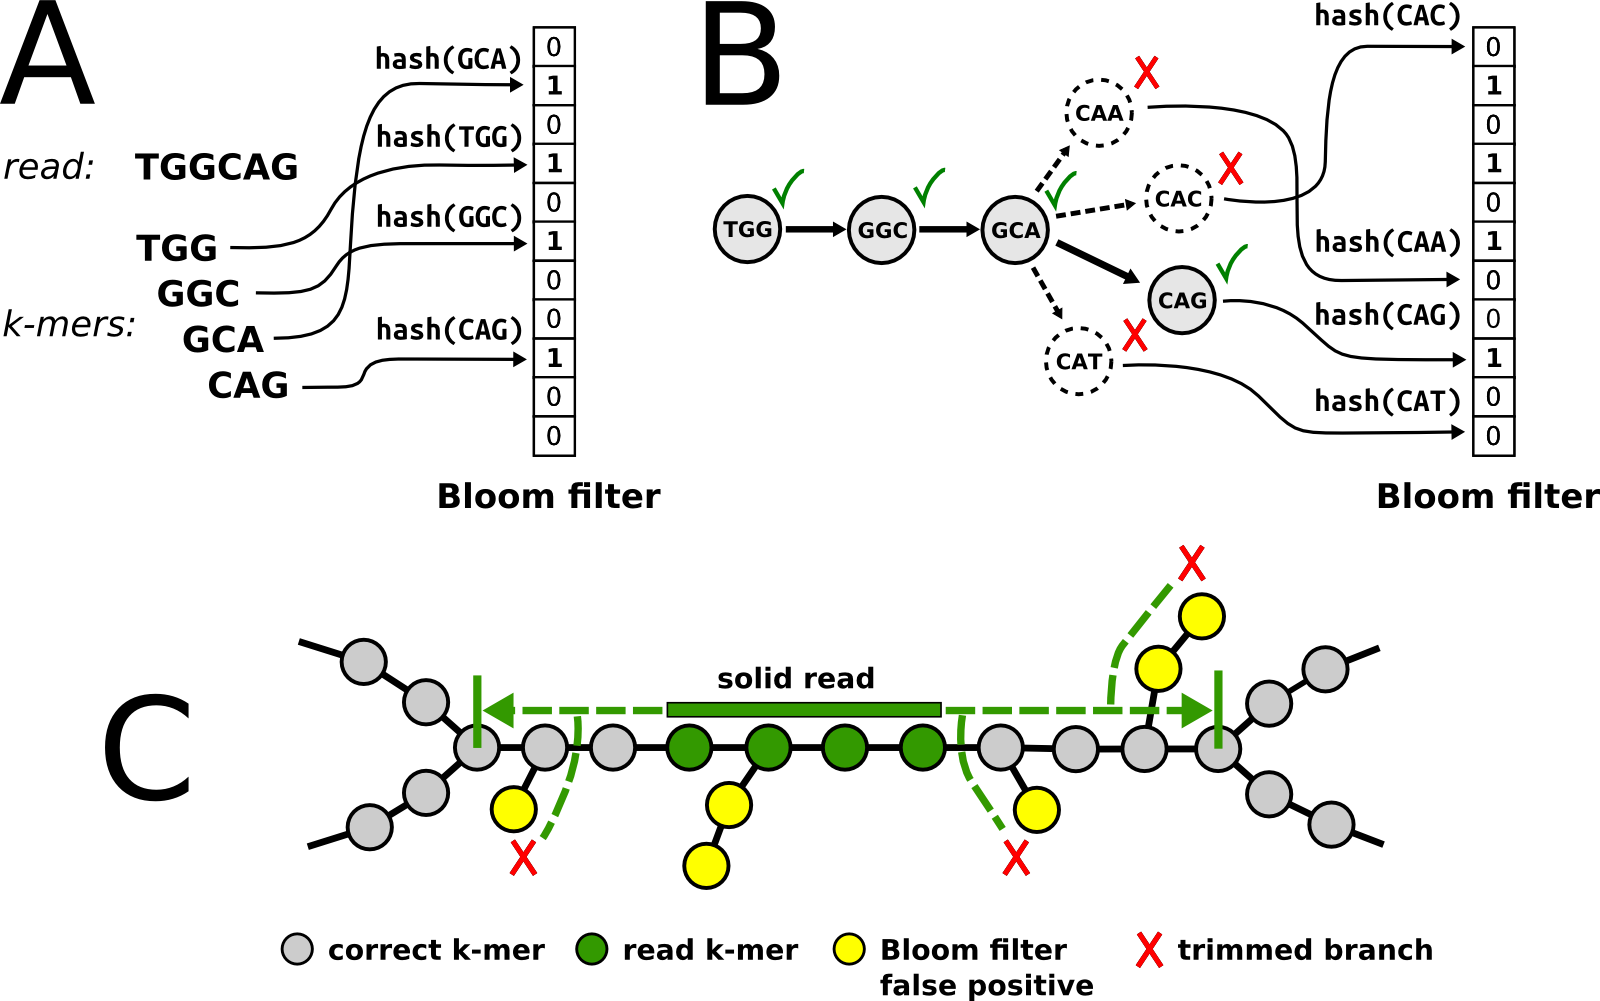 A
read: TGGCAG
k-mers:
TGG
GGC
GCA
CAG
hash(GCA)
hash(TGG)
hash(GGC)
hash(CAG)
0
1
0
1
0
1
0
0
1
0
0
Bloom filter
B
TGG
GGC
GCA
CAA
CAC
CAG
CAT
hash(CAC)
hash(CAA)
hash(CAG)
hash(CAT)
0
1
0
1
0
1
0
0
1
0
0
Bloom filter
C
solid read
correct k-mer
read k-mer
Bloom filter
false positive
trimmed branch